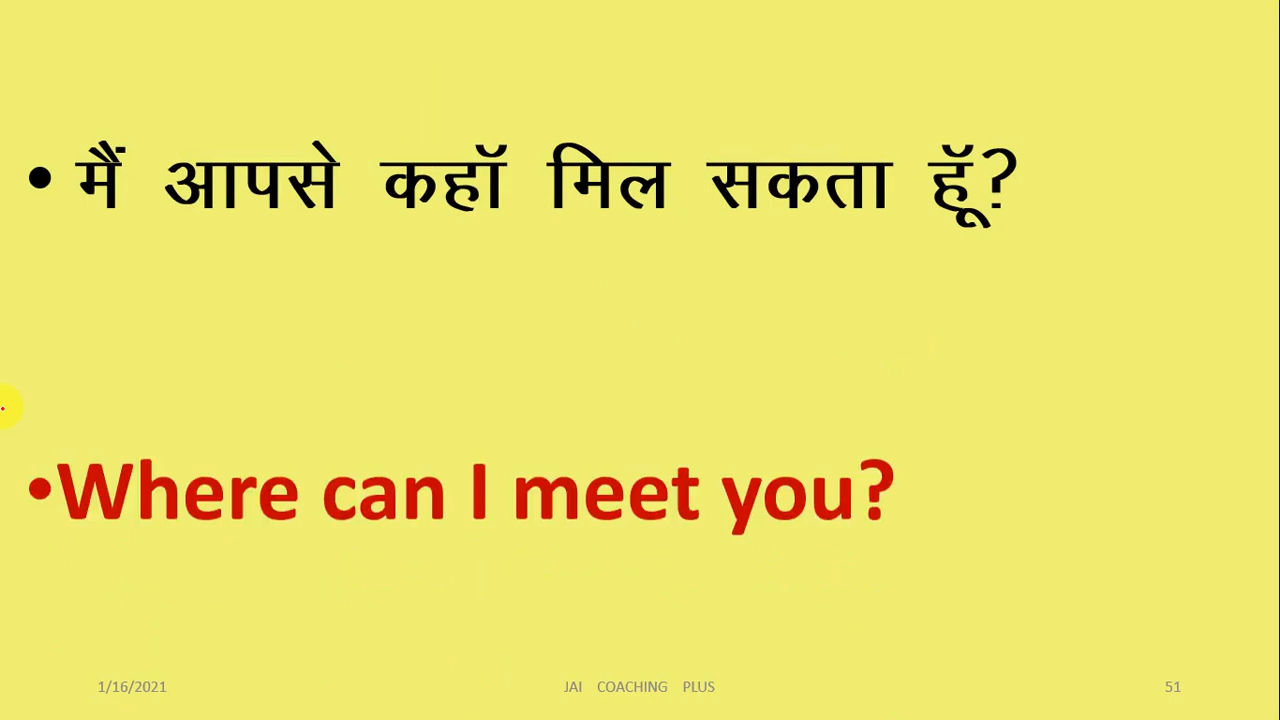 • मैं आपसे कहॉ मिल सकता हूॅ?
•Where can I meet you?
1/16/2021 JAI COACHING PLUS 51